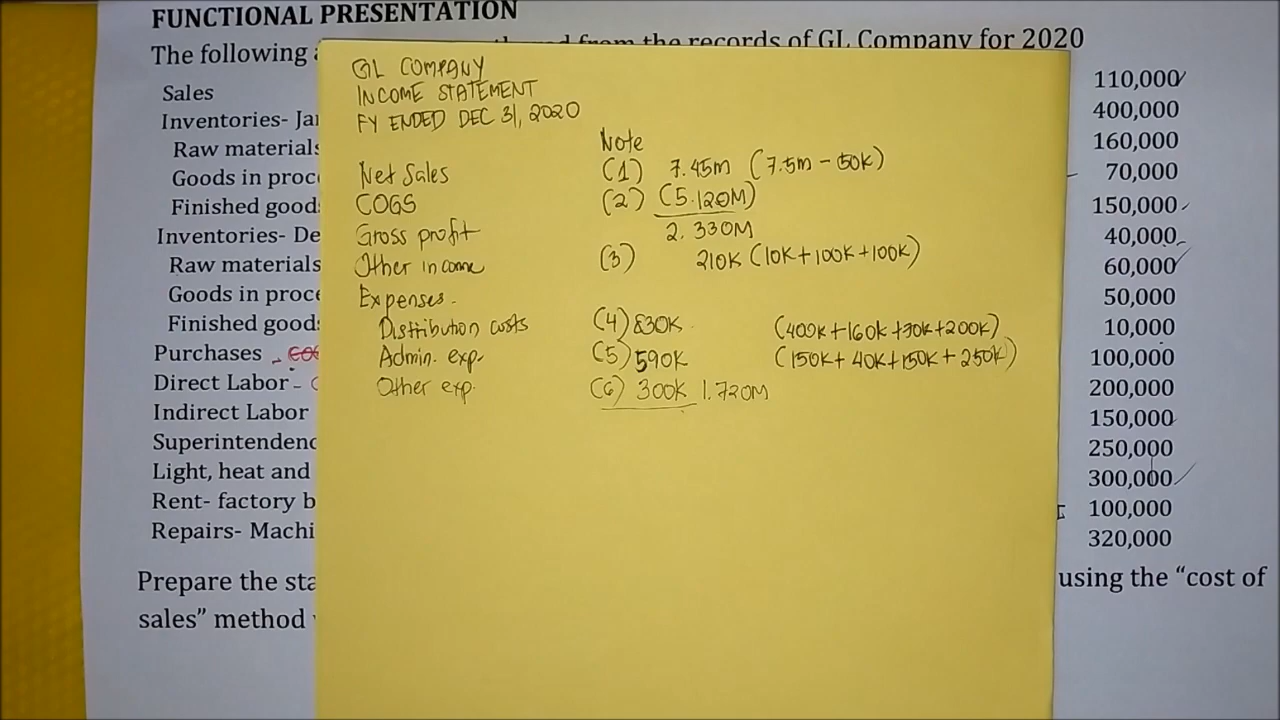 FUNCTIONAL PRESENTATION
The following from the records of GL Company for 2020
Sales
Inventories- Jan
Raw materials
Goods in proc
Finished good
Inventories- De
Raw materials
Goods in proce
Finished good
Purchases -
Direct Labor -
Indirect Labor
Superintendenc
Light, heat and
Rent- factory b
Repairs- Machi
Prepare the sta
sales” method
GL COMPANY
INCOME STATEMENT
FY ENDED DEC 31, 2020
Note
Net Sales (1) 7.45m (7.5m - 50K)
COGS (2) (5.120M)
Gross profit 2.330M
Other income (3) 210K (10K+100K+100K)
Expenses.
Distribution costs (4) 830K (400K+160K+70K+200K)
Admin. exp. (5) 590K (150K+40K+150K+250K)
Other exp. (6) 300K 1.720M
110,000
400,000
160,000
70,000
150,000
40,000
60,000
50,000
10,000
100,000
200,000
150,000
250,000
300,000
100,000
320,000
using the “cost of